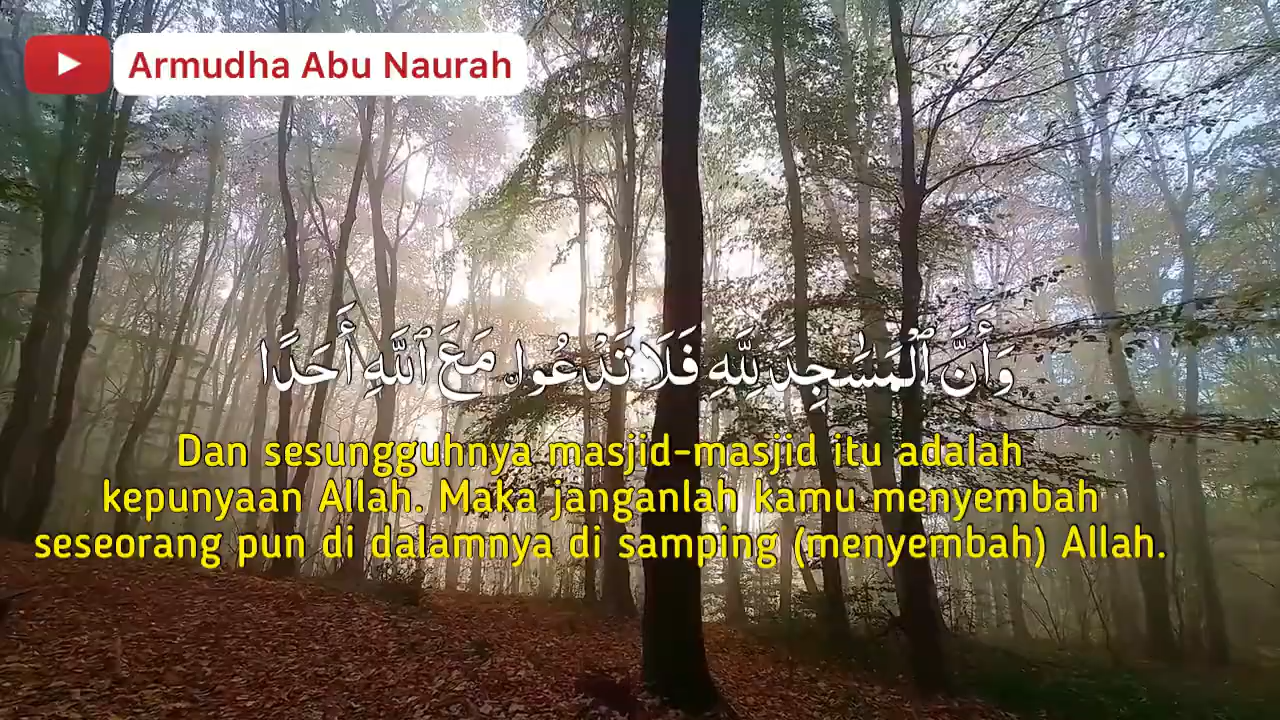 Armudha Abu Naurah
وَأَنَّ ٱلْمَسَٰجِدَ لِلَّهِ فَلَا تَدْعُوا۟ مَعَ ٱللَّهِ أَحَدًا
Dan sesungguhnya masjid-masjid itu adalah
kepunyaan Allah. Maka janganlah kamu menyembah
seseorang pun di dalamnya di samping (menyembah) Allah.